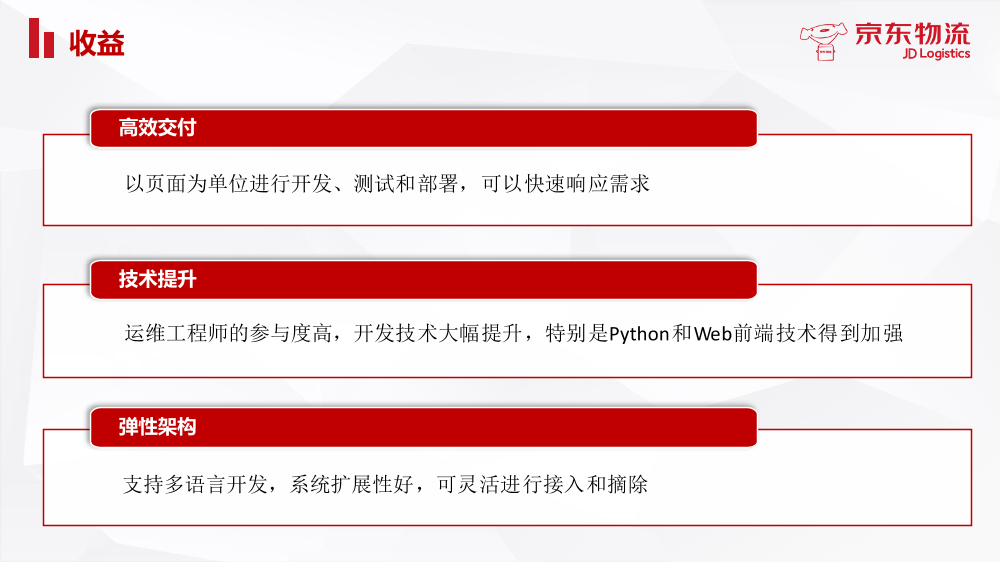 收益
京东物流
JD Logistics
高效交付
以页面为单位进行开发、测试和部署，可以快速响应需求
技术提升
运维工程师的参与度高，开发技术大幅提升，特别是Python和Web前端技术得到加强
弹性架构
支持多语言开发，系统扩展性好，可灵活进行接入和摘除